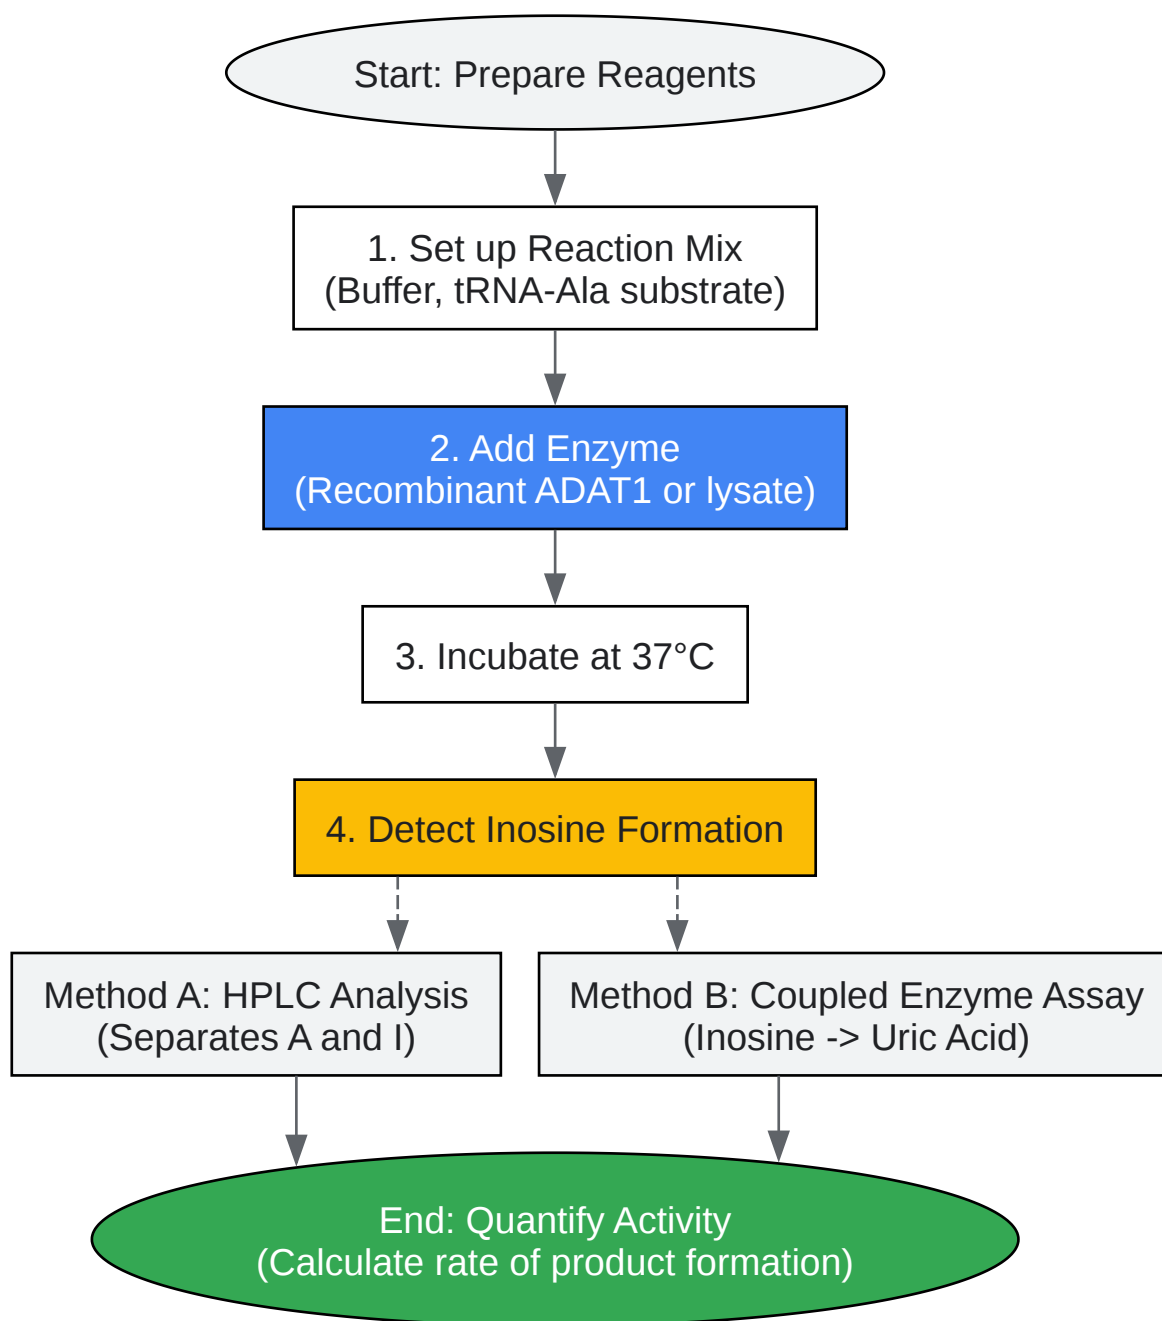 Start: Prepare Reagents
1. Set up Reaction Mix
(Buffer, tRNA-Ala substrate)
2. Add Enzyme
(Recombinant ADAT1 or lysate)
3. Incubate at 37°C
4. Detect Inosine Formation
Method A: HPLC Analysis
(Separates A and I)
Method B: Coupled Enzyme Assay
(Inosine -> Uric Acid)
End: Quantify Activity
(Calculate rate of product formation)